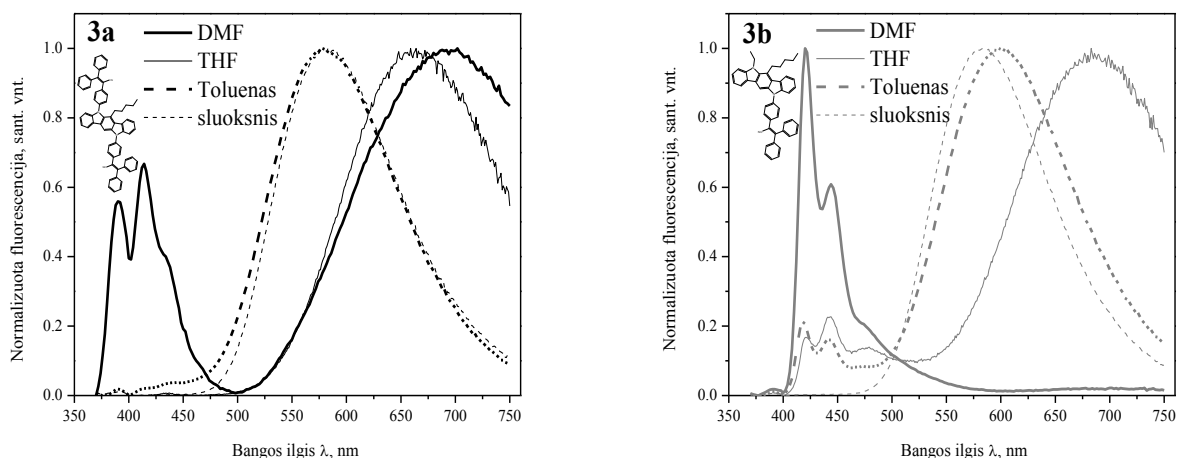 3a
DMF
THF
Toluenas
sluoksnis
Normalizuota fluorescencija, sant. vnt.
1.0
0.8
0.6
0.4
0.2
0.0
350 400 450 500 550 600 650 700 750
Bangos ilgis λ, nm
3b
DMF
THF
Toluenas
sluoksnis
Normalizuota fluorescencija, sant. vnt.
1.0
0.8
0.6
0.4
0.2
0.0
350 400 450 500 550 600 650 700 750
Bangos ilgis λ, nm